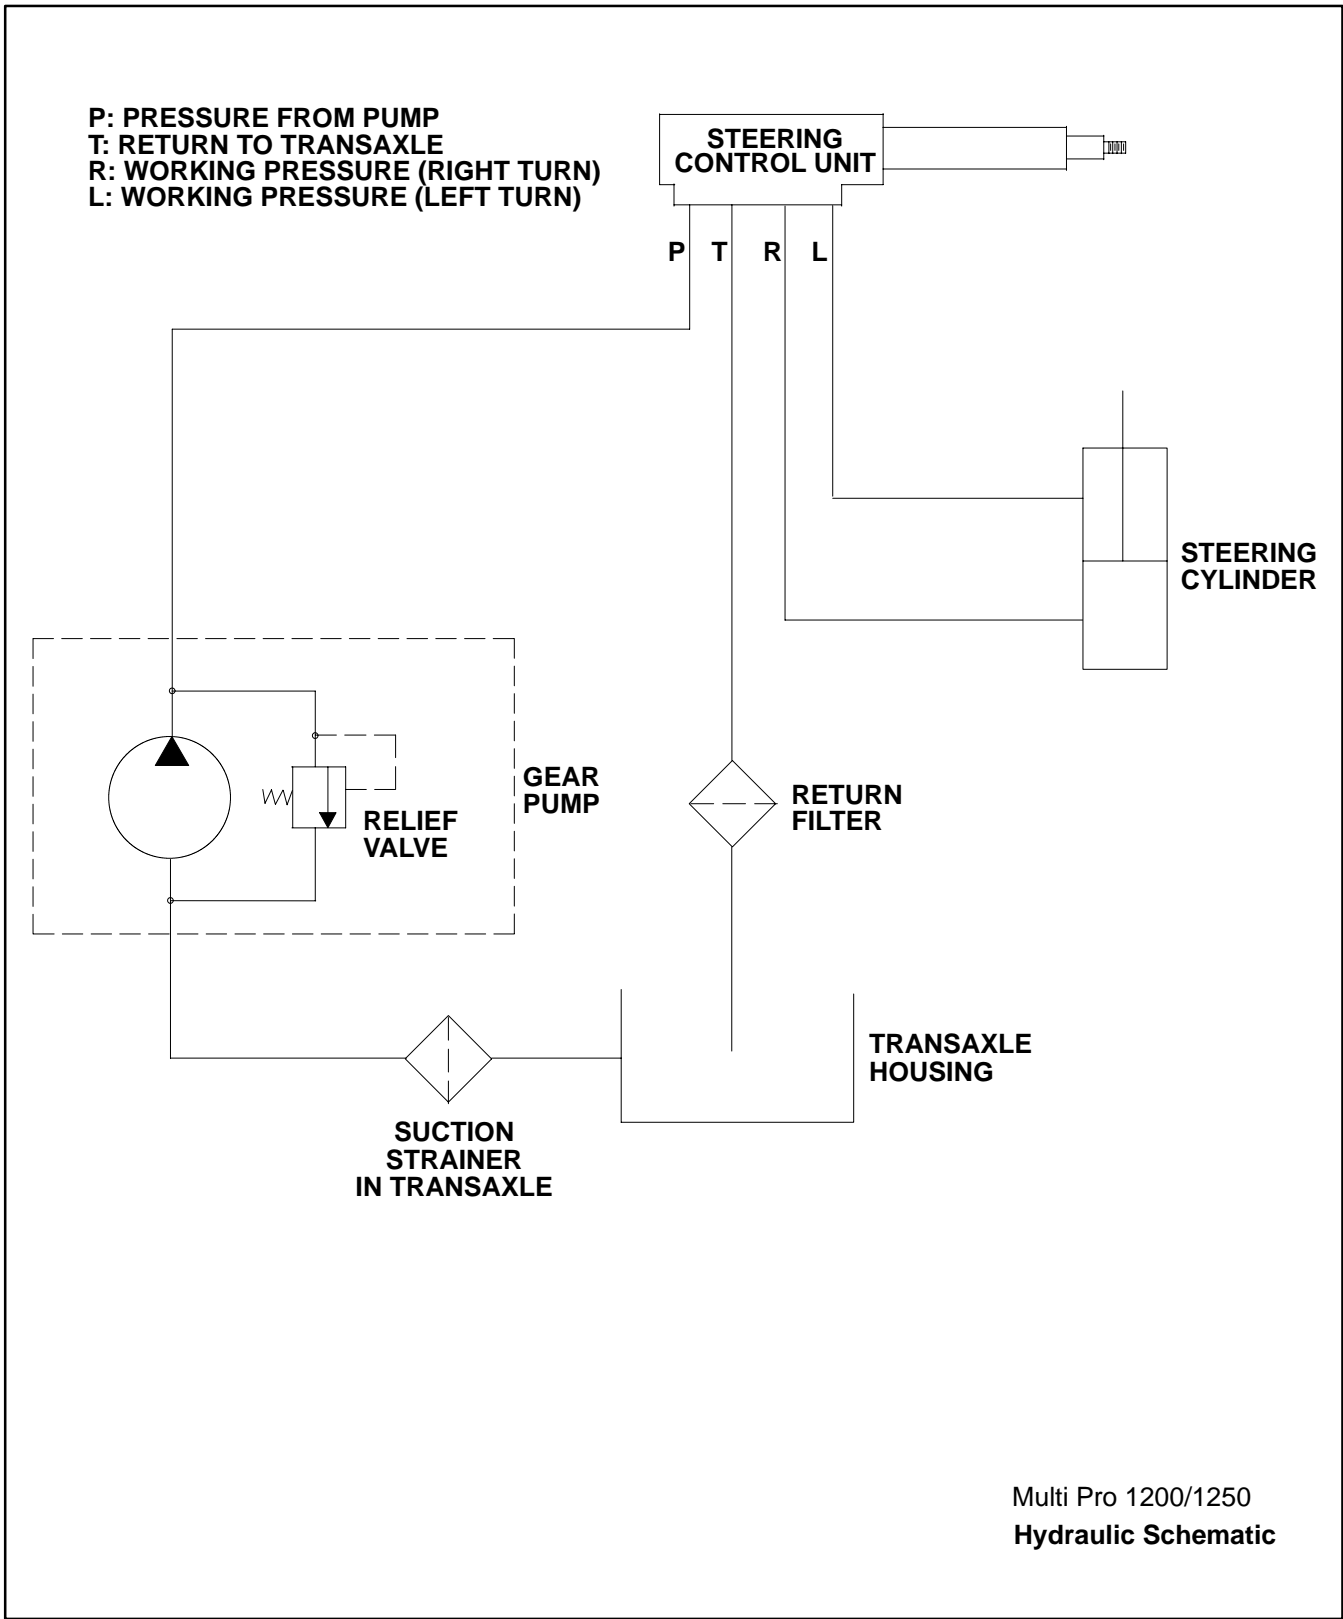 P: PRESSURE FROM PUMP
T: RETURN TO TRANSAXLE
R: WORKING PRESSURE (RIGHT TURN)
L: WORKING PRESSURE (LEFT TURN)
STEERING
CONTROL UNIT
P T R L
STEERING
CYLINDER
GEAR
PUMP
RELIEF
VALVE
RETURN
FILTER
TRANSAXLE
HOUSING
SUCTION
STRAINER
IN TRANSAXLE
Multi Pro 1200/1250
Hydraulic Schematic